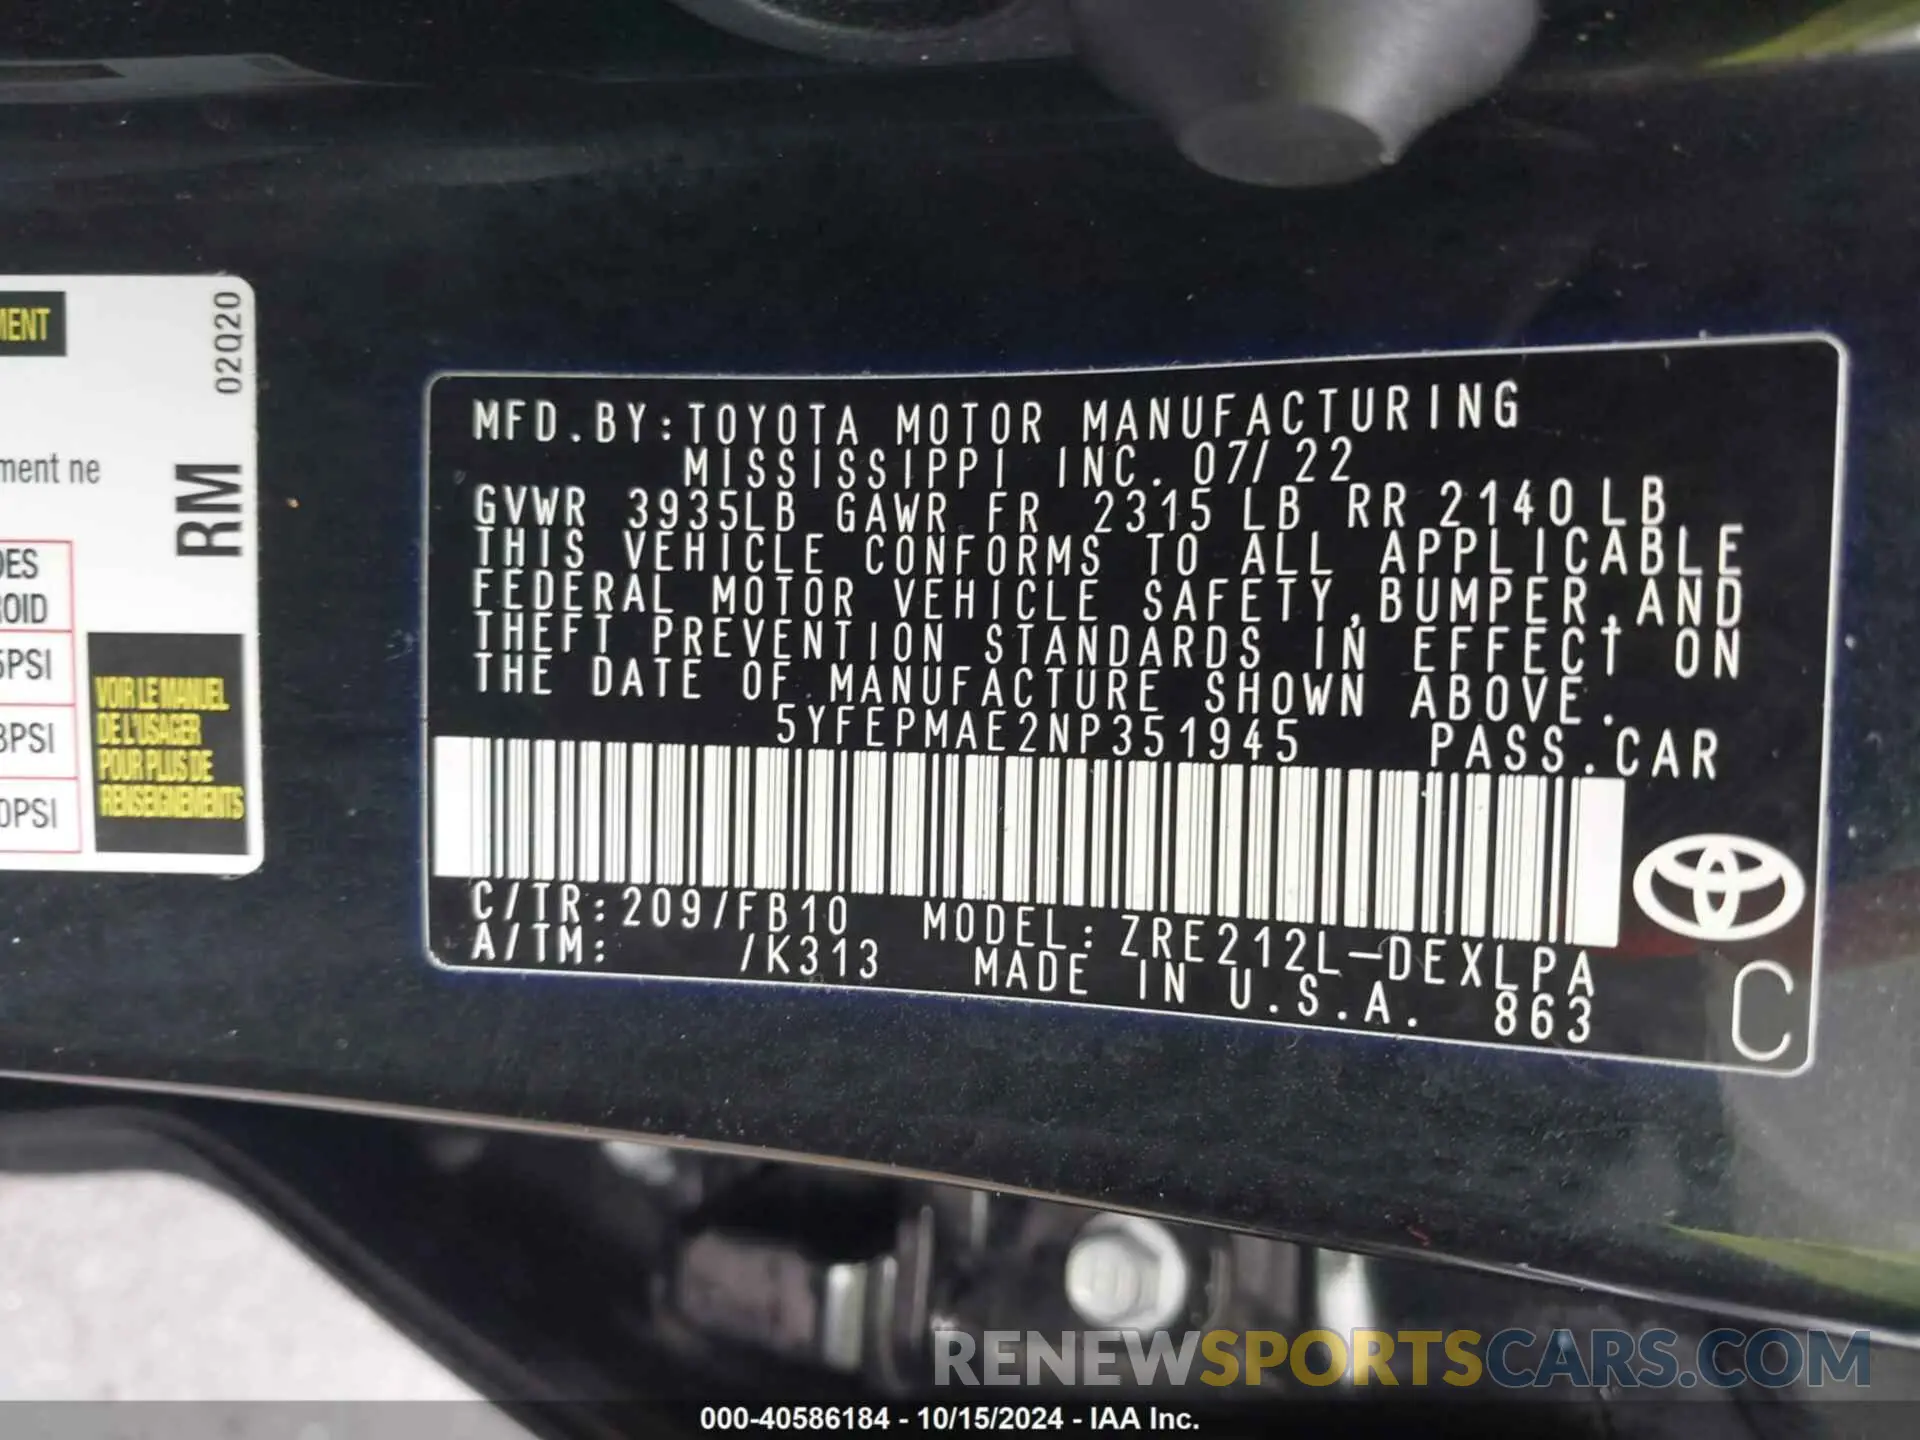 MENT
02Q20
ment ne
RM
DES
ROID
5PSI
3PSI
0PSI
VOIR LE MANUEL
DE L'USAGER
POUR PLUS DE
RENSEIGNEMENTS
MFD.BY:TOYOTA MOTOR MANUFACTURING
MISSISSIPPI INC. 07/22
GVWR 3935LB GAWR FR 2315LB RR 2140LB
THIS VEHICLE CONFORMS TO ALL APPLICABLE
FEDERAL MOTOR VEHICLE SAFETY,BUMPER,AND
THEFT PREVENTION STANDARDS IN EFFECT ON
THE DATE OF MANUFACTURE SHOWN ABOVE.
5YFEPMAE2NP351945 PASS.CAR
C/TR:209/FB10 MODEL:ZRE212L-DEXLPA
A/TM: /K313 MADE IN U.S.A. 863
C
RENEWSPORTSCARS.COM
000-40586184 - 10/15/2024 - IAA Inc.